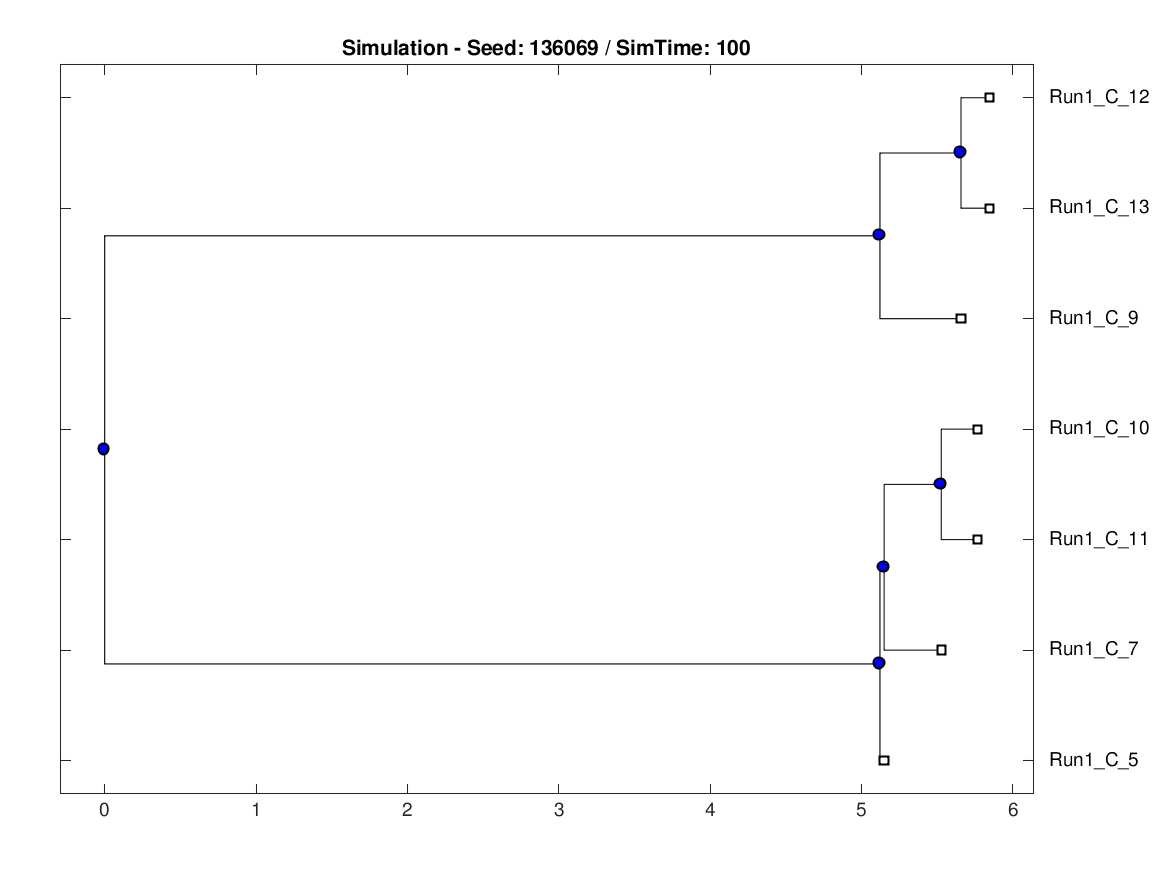 Simulation - Seed: 136069 / SimTime: 100
Run1_C_12
Run1_C_13
Run1_C_9
Run1_C_10
Run1_C_11
Run1_C_7
Run1_C_5
0 1 2 3 4 5 6